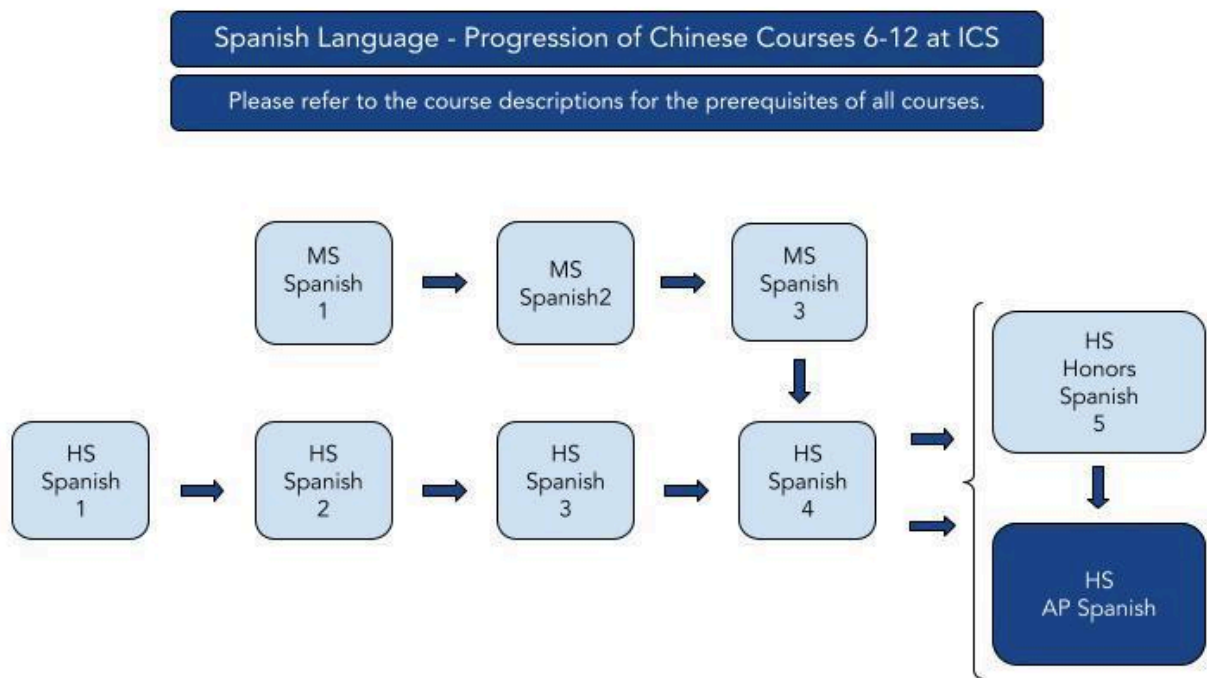 Spanish Language - Progression of Chinese Courses 6-12 at ICS
Please refer to the course descriptions for the prerequisites of all courses.
MS
Spanish
1
MS
Spanish2
MS
Spanish
3
HS
Honors
Spanish
5
HS
Spanish
1
HS
Spanish
2
HS
Spanish
3
HS
Spanish
4
HS
AP Spanish